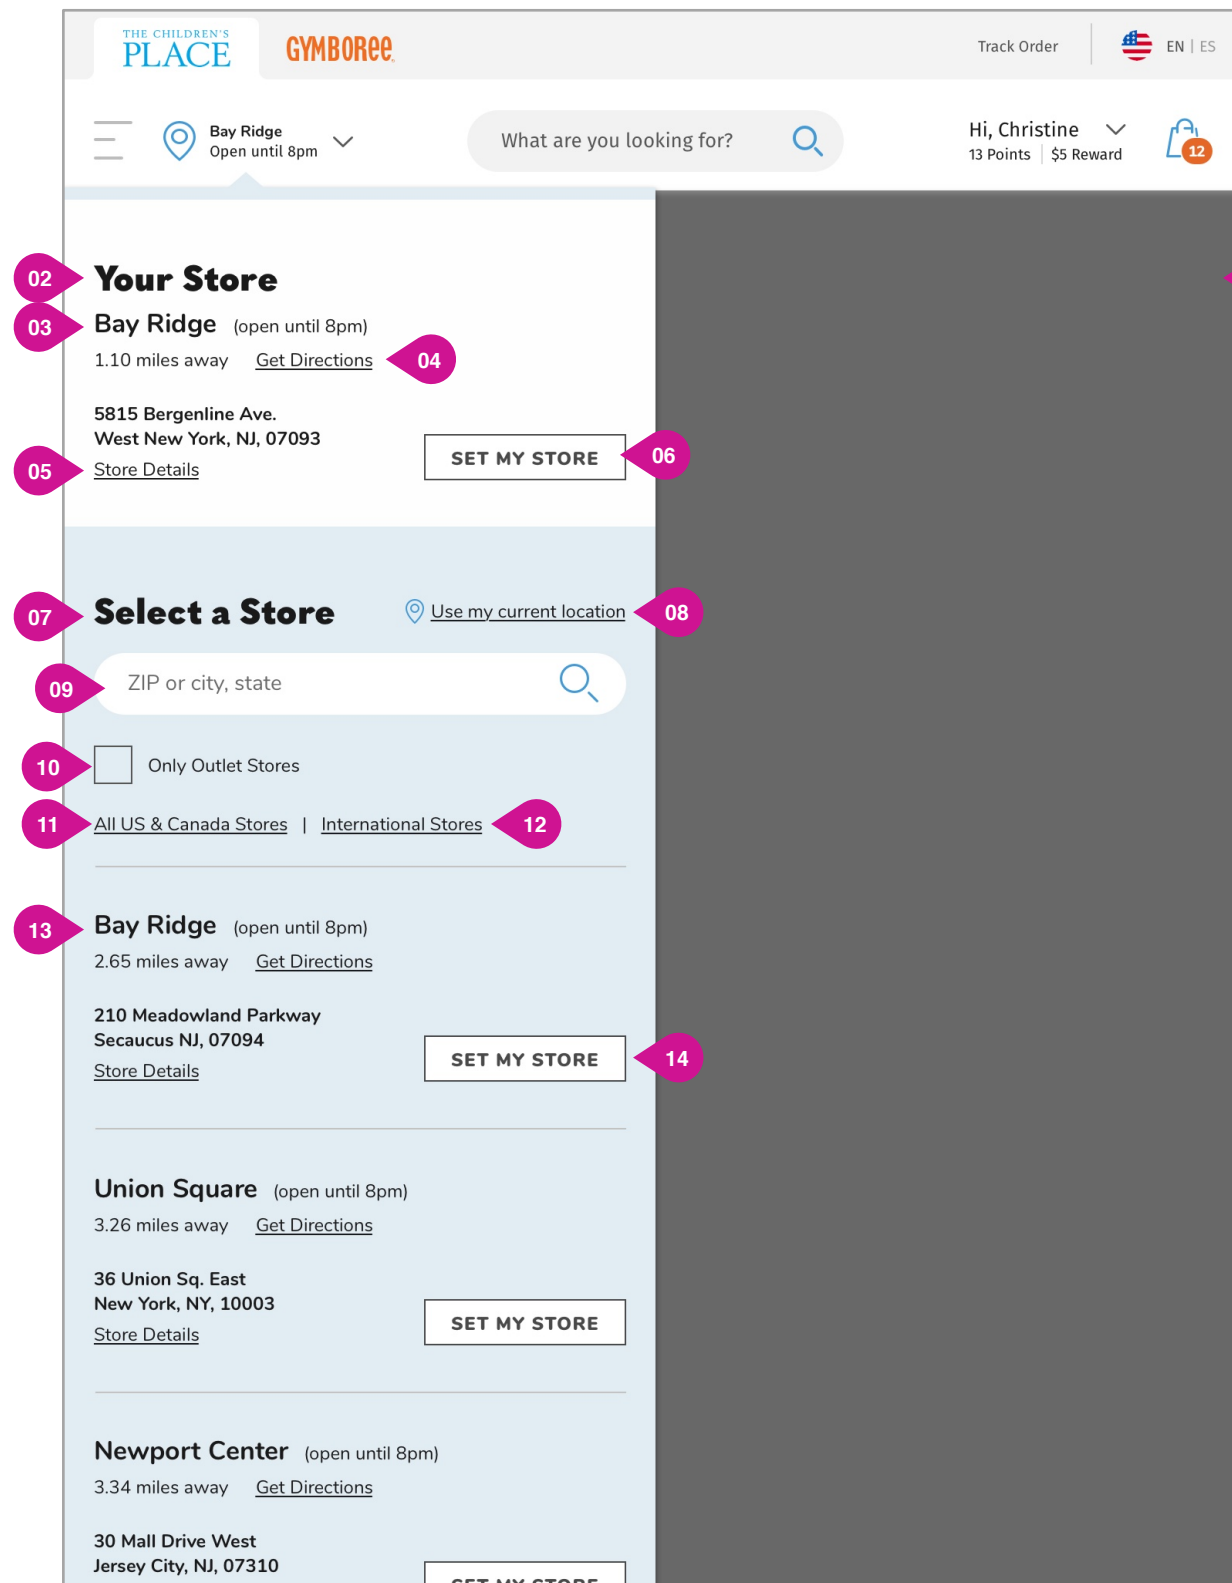 THE CHILDREN'S
PLACE
GYMBOREE
Track Order
EN | ES
Bay Ridge
Open until 8pm
What are you looking for?
Hi, Christine
13 Points | $5 Reward
12
02
Your Store
03
Bay Ridge (open until 8pm)
1.10 miles away Get Directions
04
5815 Bergenline Ave.
West New York, NJ, 07093
05
Store Details
SET MY STORE
06
07
Select a Store
Use my current location
08
09
ZIP or city, state
10
Only Outlet Stores
11
All US & Canada Stores | International Stores
12
13
Bay Ridge (open until 8pm)
2.65 miles away Get Directions
210 Meadowland Parkway
Secaucus NJ, 07094
Store Details
SET MY STORE
14
Union Square (open until 8pm)
3.26 miles away Get Directions
36 Union Sq. East
New York, NY, 10003
Store Details
SET MY STORE
Newport Center (open until 8pm)
3.34 miles away Get Directions
30 Mall Drive West
Jersey City, NJ, 07310
SET MY STORE